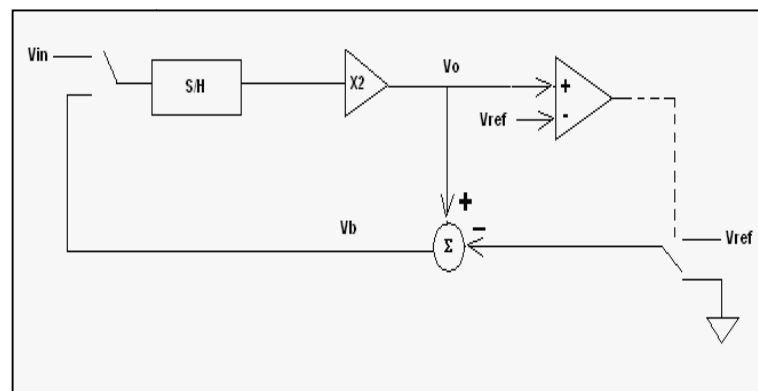 Vin
S/H
X2
Vo
+
Vref
-
+
Vb
Σ
-
Vref